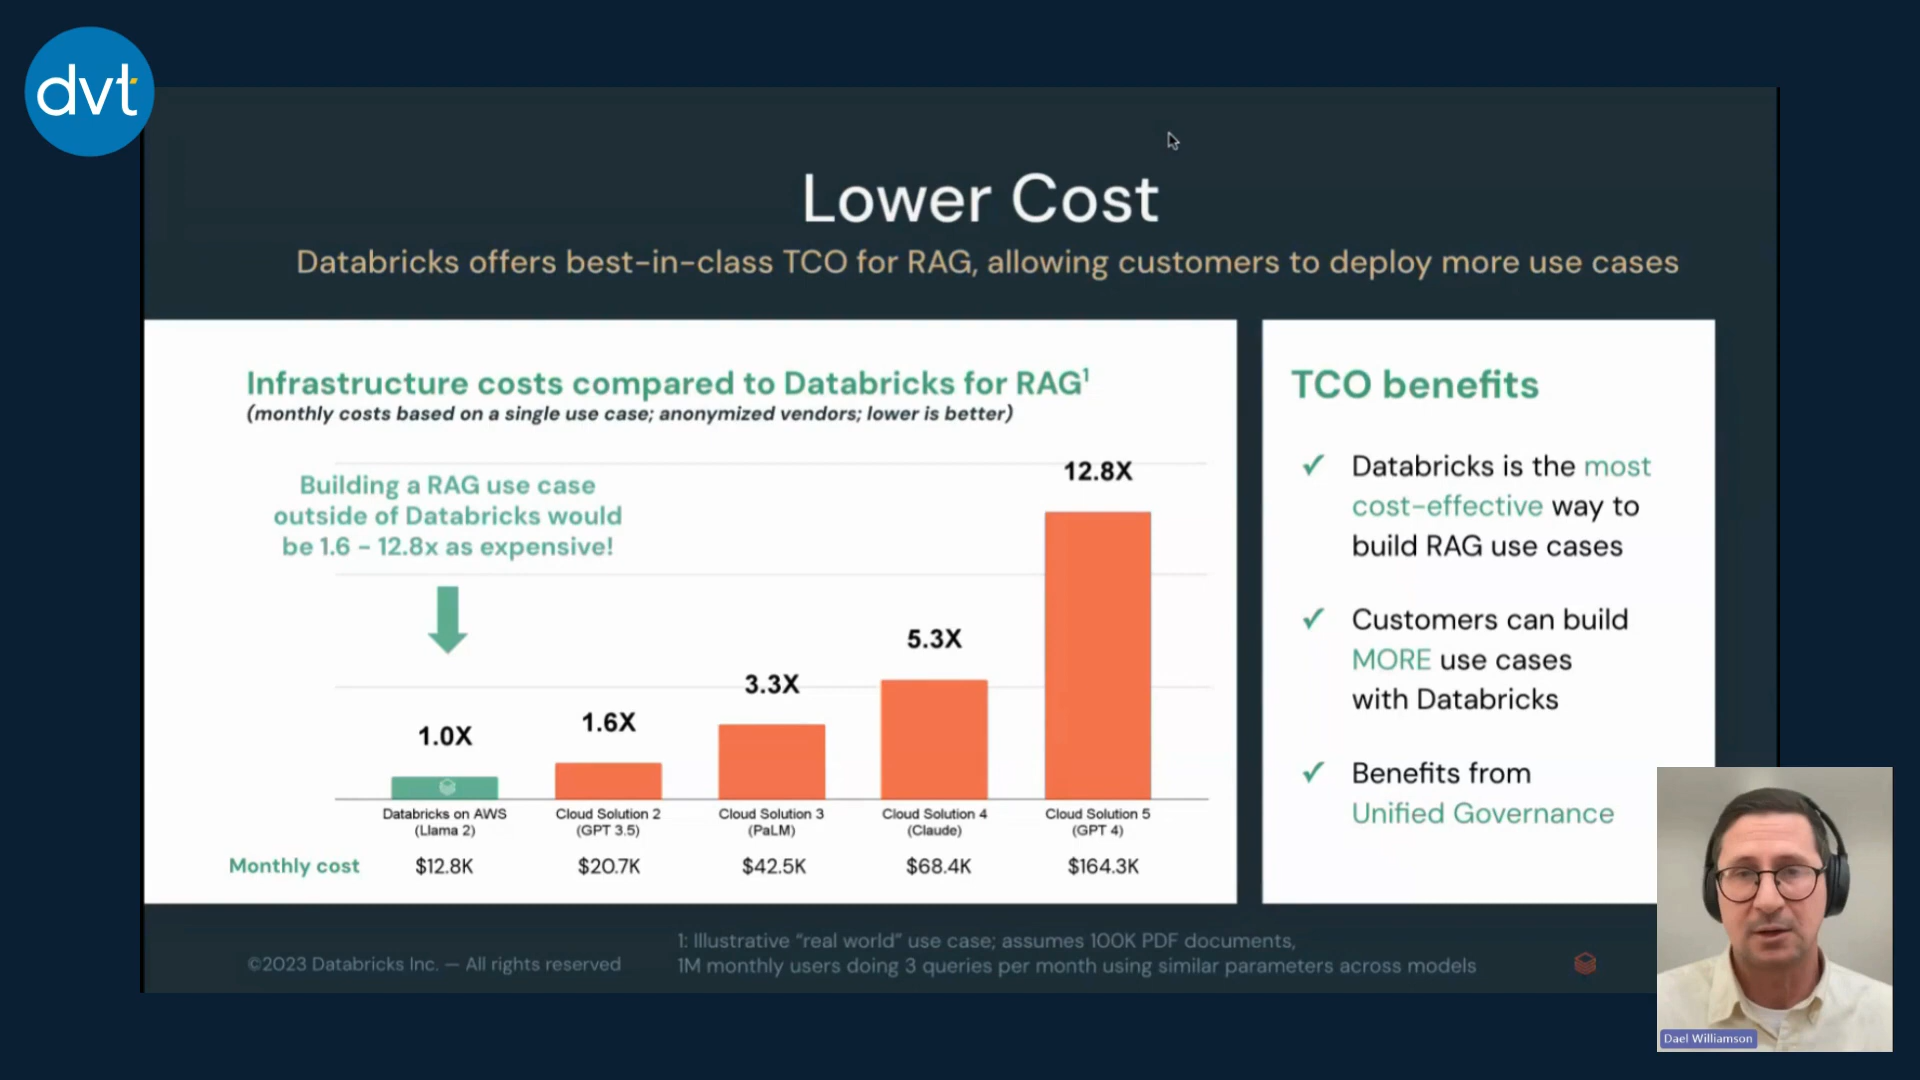 dvt
Lower Cost
Databricks offers best-in-class TCO for RAG, allowing customers to deploy more use cases
Infrastructure costs compared to Databricks for RAG¹
(monthly costs based on a single use case; anonymized vendors; lower is better)
Building a RAG use case
outside of Databricks would
be 1.6 - 12.8x as expensive!
1.0X
1.6X
3.3X
5.3X
12.8X
Databricks on AWS
(Llama 2)
Cloud Solution 2
(GPT 3.5)
Cloud Solution 3
(PaLM)
Cloud Solution 4
(Claude)
Cloud Solution 5
(GPT 4)
Monthly cost $12.8K $20.7K $42.5K $68.4K $164.3K
TCO benefits
✓ Databricks is the most
cost-effective way to
build RAG use cases
✓ Customers can build
MORE use cases
with Databricks
✓ Benefits from
Unified Governance
©2023 Databricks Inc. — All rights reserved
1: Illustrative “real world” use case; assumes 100K PDF documents,
1M monthly users doing 3 queries per month using similar parameters across models
Dael Williamson